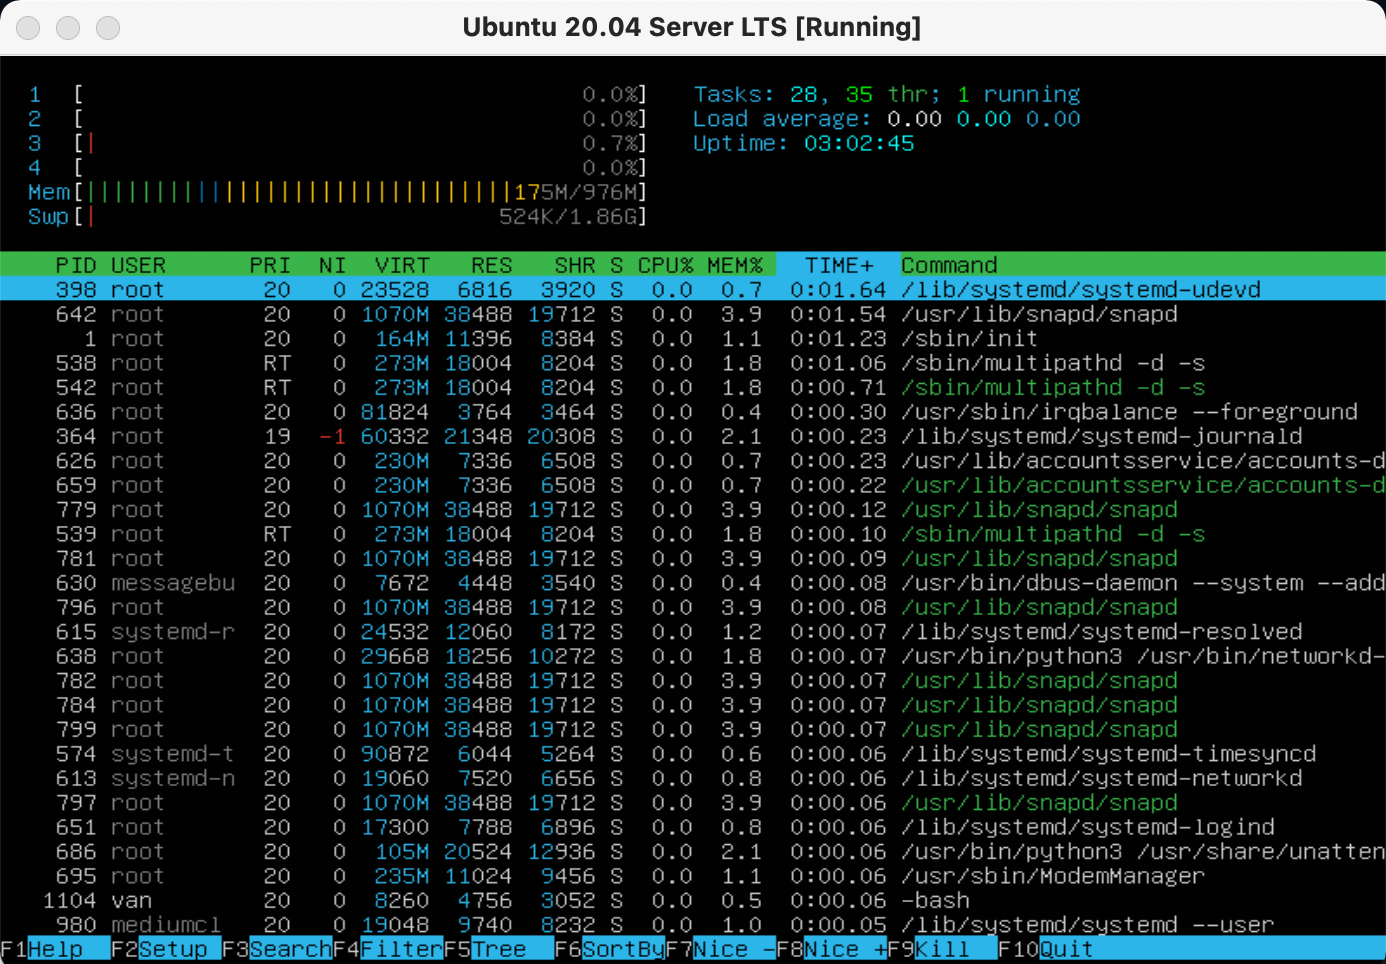 Ubuntu 20.04 Server LTS [Running]
1 [ 0.0%] Tasks: 28, 35 thr; 1 running
2 [ 0.0%] Load average: 0.00 0.00 0.00
3 [| 0.7%] Uptime: 03:02:45
4 [ 0.0%]
Mem[|||||||||||||||||||||||||||||||175M/976M]
Swp[| 524K/1.86G]
PID USER PRI NI VIRT RES SHR S CPU% MEM% TIME+ Command
398 root 20 0 23528 6816 3920 S 0.0 0.7 0:01.64 /lib/systemd/systemd-udevd
642 root 20 0 1070M 38488 19712 S 0.0 3.9 0:01.54 /usr/lib/snapd/snapd
1 root 20 0 164M 11396 8384 S 0.0 1.1 0:01.23 /sbin/init
538 root RT 0 273M 18004 8204 S 0.0 1.8 0:01.06 /sbin/multipathd -d -s
542 root RT 0 273M 18004 8204 S 0.0 1.8 0:00.71 /sbin/multipathd -d -s
636 root 20 0 81824 3764 3464 S 0.0 0.4 0:00.30 /usr/sbin/irqbalance --foreground
364 root 19 -1 60332 21348 20308 S 0.0 2.1 0:00.23 /lib/systemd/systemd-journald
626 root 20 0 230M 7336 6508 S 0.0 0.7 0:00.23 /usr/lib/accountsservice/accounts-d
659 root 20 0 230M 7336 6508 S 0.0 0.7 0:00.22 /usr/lib/accountsservice/accounts-d
779 root 20 0 1070M 38488 19712 S 0.0 3.9 0:00.12 /usr/lib/snapd/snapd
539 root RT 0 273M 18004 8204 S 0.0 1.8 0:00.10 /sbin/multipathd -d -s
781 root 20 0 1070M 38488 19712 S 0.0 3.9 0:00.09 /usr/lib/snapd/snapd
630 messagebu 20 0 7672 4448 3540 S 0.0 0.4 0:00.08 /usr/bin/dbus-daemon --system --add
796 root 20 0 1070M 38488 19712 S 0.0 3.9 0:00.08 /usr/lib/snapd/snapd
615 systemd-r 20 0 24532 12060 8172 S 0.0 1.2 0:00.07 /lib/systemd/systemd-resolved
638 root 20 0 29668 18256 10272 S 0.0 1.8 0:00.07 /usr/bin/python3 /usr/bin/networkd-
782 root 20 0 1070M 38488 19712 S 0.0 3.9 0:00.07 /usr/lib/snapd/snapd
784 root 20 0 1070M 38488 19712 S 0.0 3.9 0:00.07 /usr/lib/snapd/snapd
799 root 20 0 1070M 38488 19712 S 0.0 3.9 0:00.07 /usr/lib/snapd/snapd
574 systemd-t 20 0 90872 6044 5264 S 0.0 0.6 0:00.06 /lib/systemd/systemd-timesyncd
613 systemd-n 20 0 19060 7520 6656 S 0.0 0.8 0:00.06 /lib/systemd/systemd-networkd
797 root 20 0 1070M 38488 19712 S 0.0 3.9 0:00.06 /usr/lib/snapd/snapd
651 root 20 0 17300 7788 6896 S 0.0 0.8 0:00.06 /lib/systemd/systemd-logind
686 root 20 0 105M 20524 12936 S 0.0 2.1 0:00.06 /usr/bin/python3 /usr/share/unatten
695 root 20 0 235M 11024 9456 S 0.0 1.1 0:00.06 /usr/sbin/ModemManager
1104 van 20 0 8260 4756 3052 S 0.0 0.5 0:00.06 -bash
980 mediumcl 20 0 19048 9740 8232 S 0.0 1.0 0:00.05 /lib/systemd/systemd --user
F1Help F2Setup F3SearchF4FilterF5Tree F6SortByF7Nice -F8Nice +F9Kill F10Quit